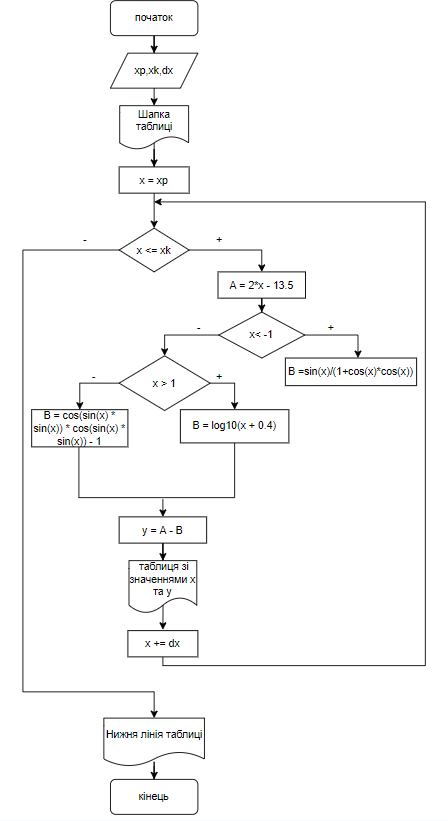 початок
xp,xk,dx
Шапка
таблиці
x = xp
-
+
x <= xk
A = 2*x - 13.5
-
x< -1
+
B =sin(x)/(1+cos(x)*cos(x))
-
x > 1
+
B = cos(sin(x) *
sin(x)) * cos(sin(x) *
sin(x)) - 1
B = log10(x + 0.4)
y = A - B
таблиця зі
значеннями x
та y
x += dx
Нижня лінія таблиці
кінець